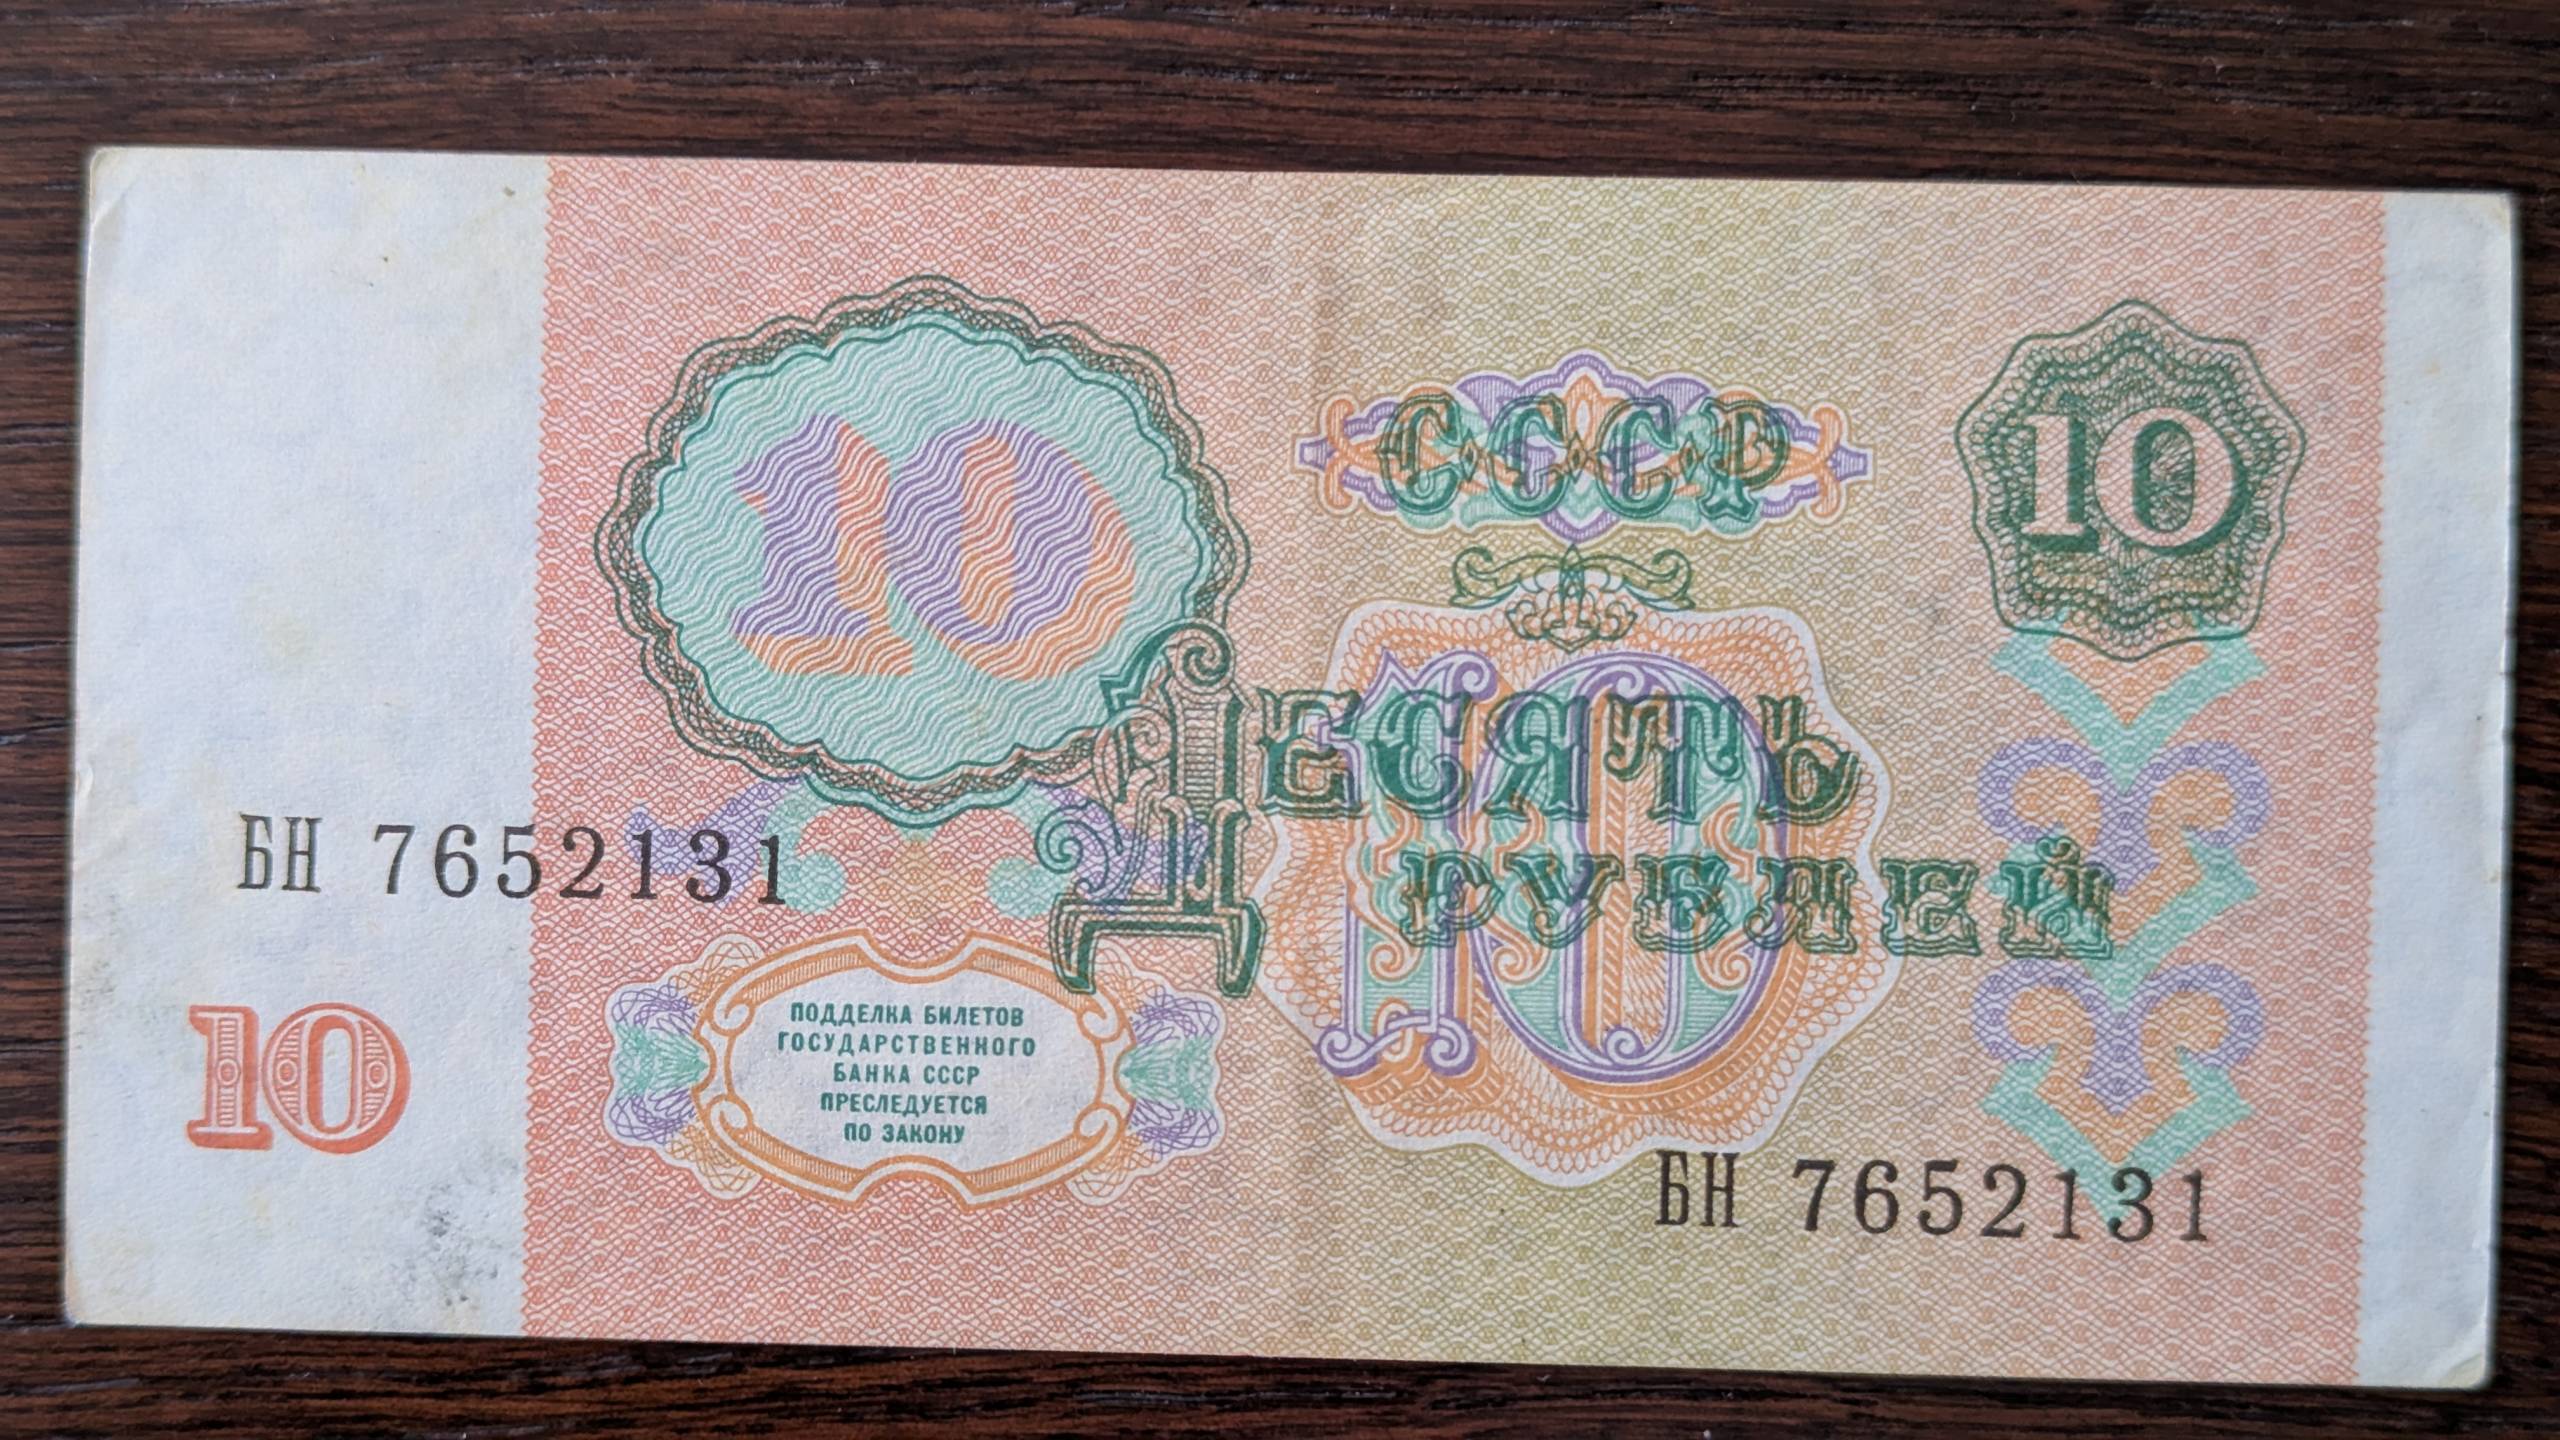 10
СССР
10
ДЕСЯТЬ
10
РУБЛЕЙ
БН 7652131
10
ПОДДЕЛКА БИЛЕТОВ
ГОСУДАРСТВЕННОГО
БАНКА СССР
ПРЕСЛЕДУЕТСЯ
ПО ЗАКОНУ
БН 7652131